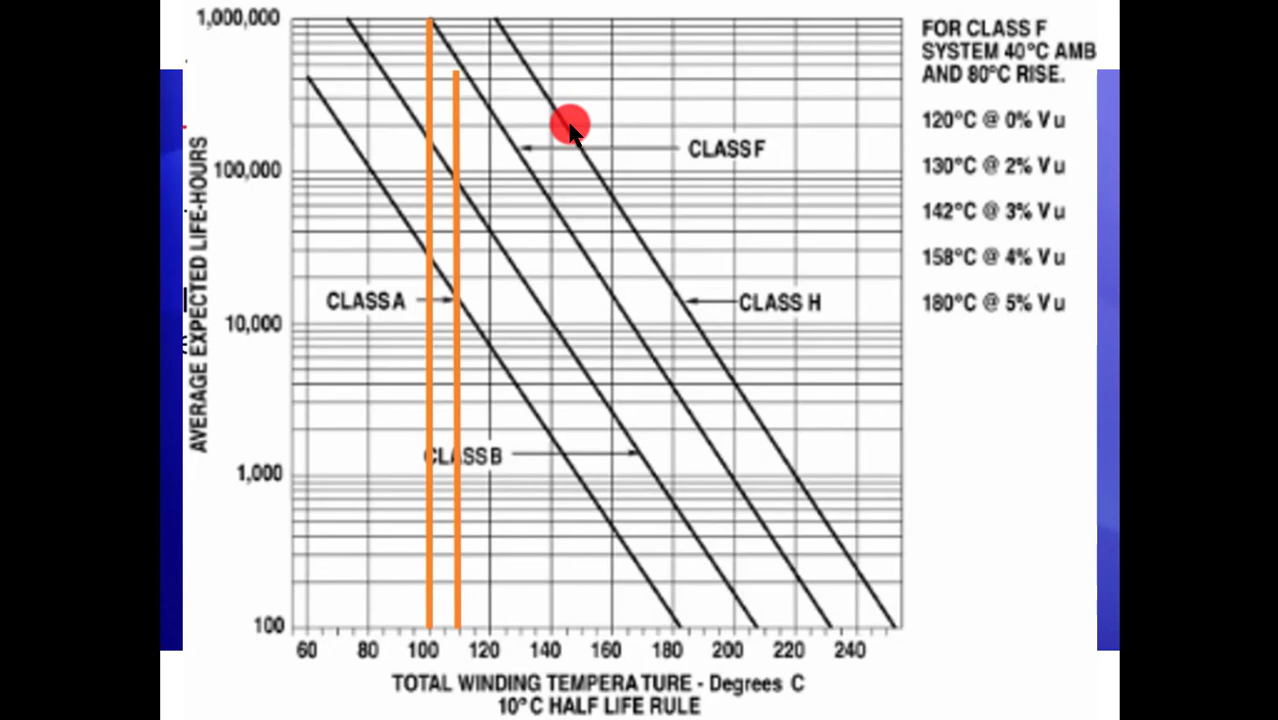 1,000,000
100,000
10,000
1,000
100
AVERAGE EXPECTED LIFE-HOURS
CLASS F
CLASS A
CLASS H
CLASS B
60 80 100 120 140 160 180 200 220 240
TOTAL WINDING TEMPERATURE - Degrees C
10°C HALF LIFE RULE
FOR CLASS F
SYSTEM 40°C AMB
AND 80°C RISE.
120°C @ 0% Vu
130°C @ 2% Vu
142°C @ 3% Vu
158°C @ 4% Vu
180°C @ 5% Vu